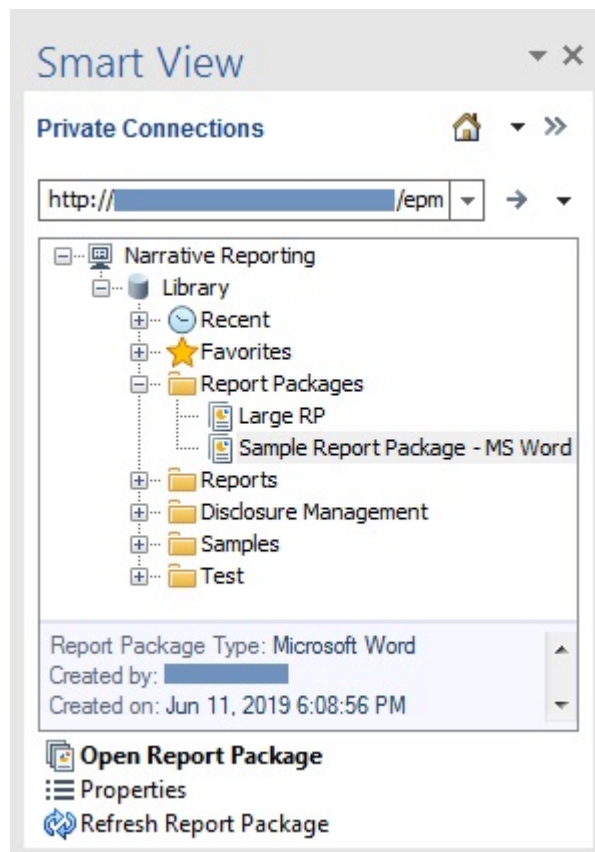 Smart View
Private Connections
http:// /epm
Narrative Reporting
Library
Recent
Favorites
Report Packages
Large RP
Sample Report Package - MS Word
Reports
Disclosure Management
Samples
Test
Report Package Type: Microsoft Word
Created by:
Created on: Jun 11, 2019 6:08:56 PM
Open Report Package
Properties
Refresh Report Package